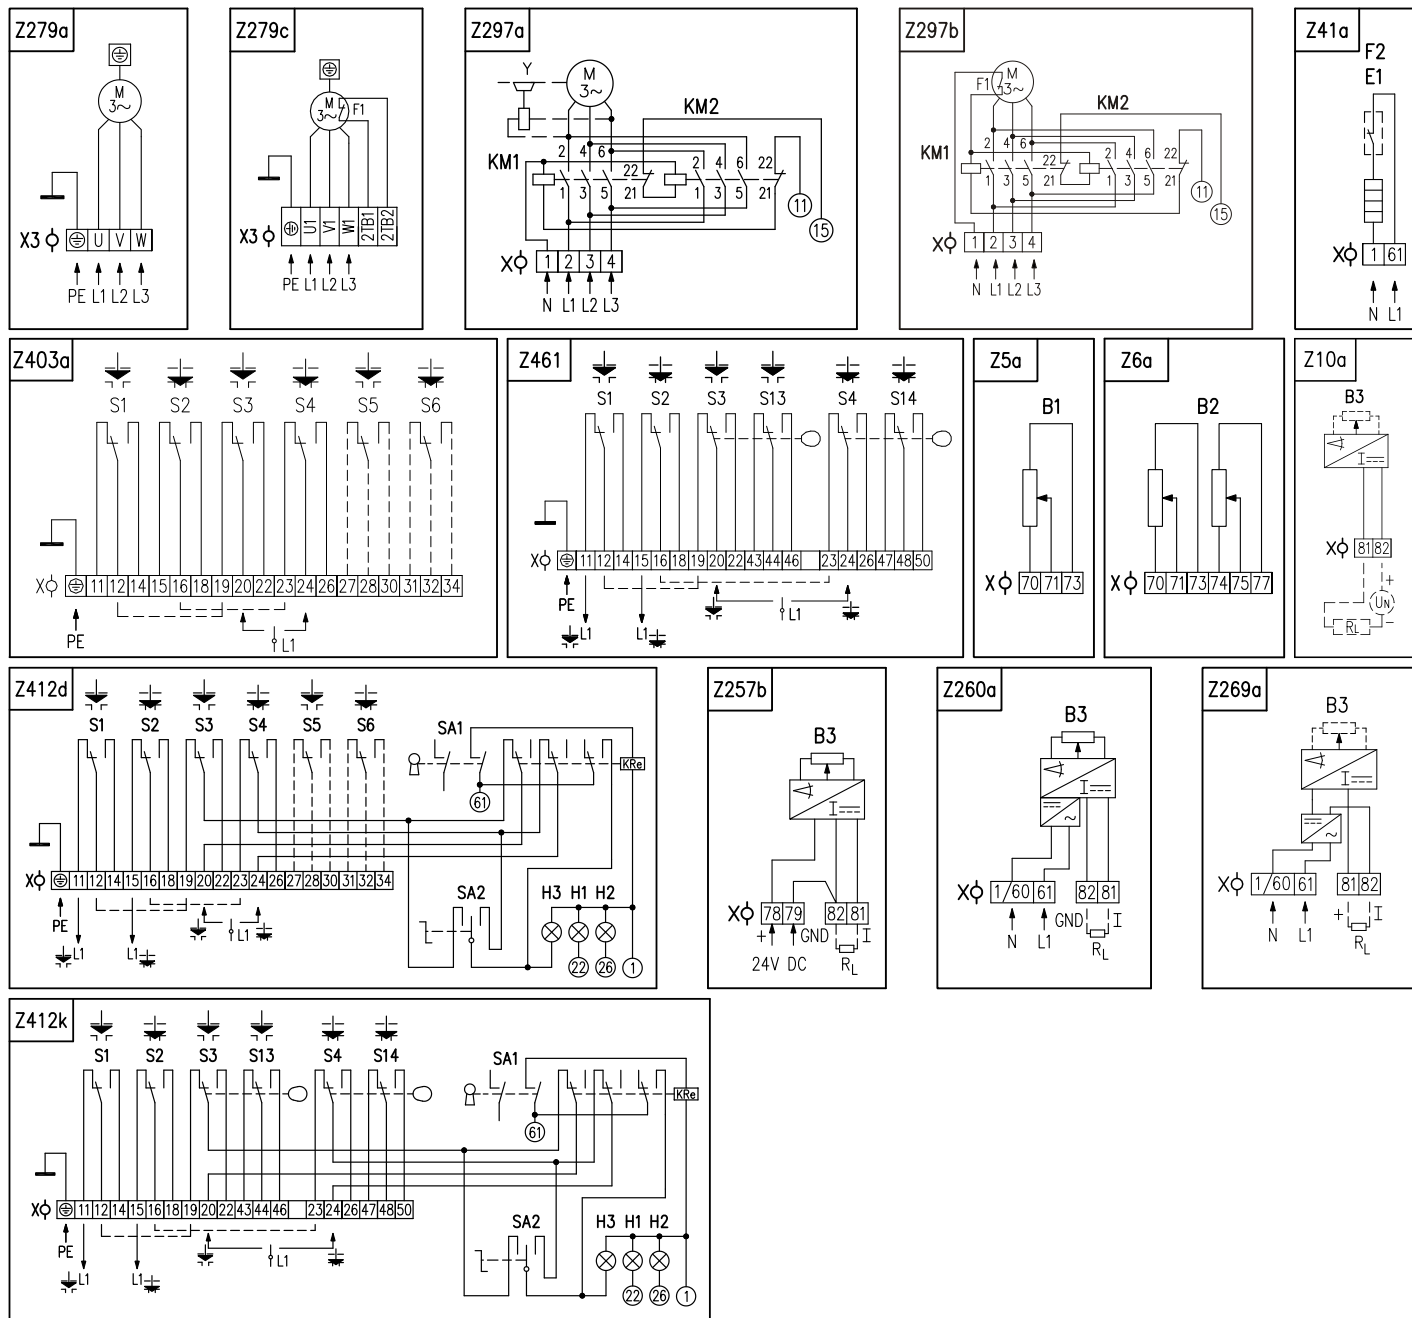 Z279a
M
3~
X3 U V W
PE L1 L2 L3
Z279c
M
3~ F1
X3 U1 V1 W1 2TB1 2TB2
PE L1 L2 L3
Z297a
Y M
3~
KM2
2 4 6 22 2 4 6 22
KM1
1 3 5 21 1 3 5 21
11
15
X 1 2 3 4
N L1 L2 L3
Z297b
M
F1 3~
KM2
2 4 6 22 2 4 6 22
KM1
1 3 5 21 1 3 5 21
11
15
X 1 2 3 4
N L1 L2 L3
Z41a
F2
E1
X 1 61
N L1
Z403a
S1 S2 S3 S4 S5 S6
X 11 12 14 15 16 18 19 20 22 23 24 26 27 28 30 31 32 34
PE L1
Z461
S1 S2 S3 S13 S4 S14
X 11 12 14 15 16 18 19 20 22 43 44 46 23 24 26 47 48 50
PE
L1 L1 L1
Z5a
B1
X 70 71 73
Z6a
B2
X 70 71 73 74 75 77
Z10a
B3
I
X 81 82
+
UN
RL −
Z412d
S1 S2 S3 S4 S5 S6
SA1
KRe
61
X 11 12 14 15 16 18 19 20 22 23 24 26 27 28 30 31 32 34
PE
L1 L1 L1
SA2 H3 H1 H2
22 26 1
Z257b
B3
I
X 78 79 82 81
+ GND I
24V DC RL
Z260a
B3
I
~
X 1/60 61 82 81
N L1 GND I
RL
Z269a
B3
I
~
X 1/60 61 81 82
N L1 + I
RL
Z412k
S1 S2 S3 S13 S4 S14
SA1
KRe
61
X 11 12 14 15 16 18 19 20 22 43 44 46 23 24 26 47 48 50
PE
L1 L1 L1
SA2 H3 H1 H2
22 26 1